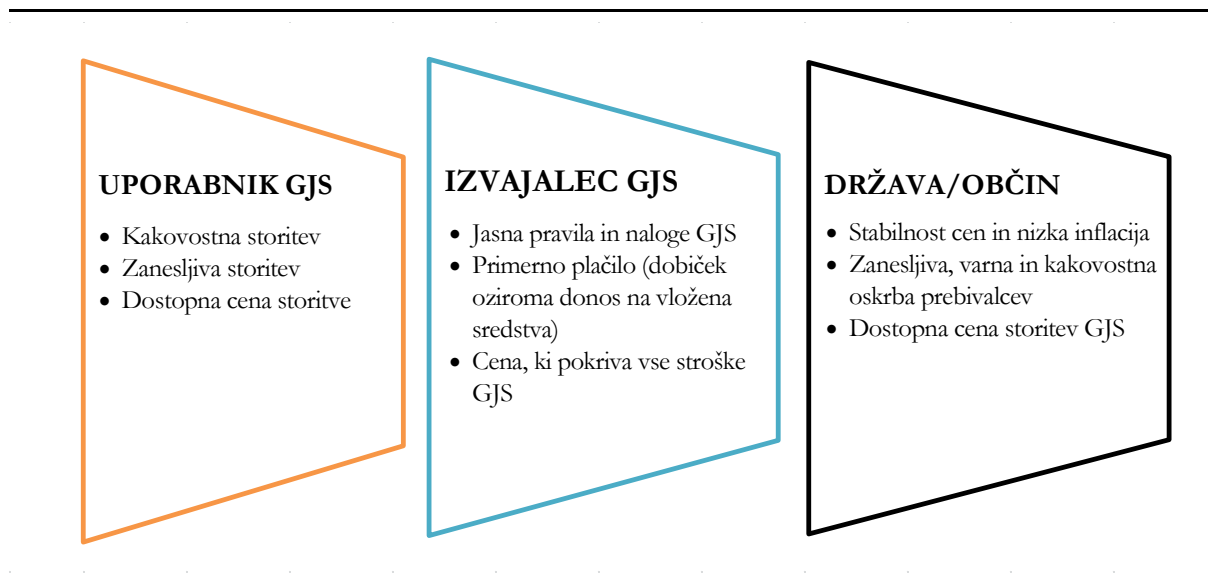 UPORABNIK GJS
• Kakovostna storitev
• Zanesljiva storitev
• Dostopna cena storitve
IZVAJALEC GJS
• Jasna pravila in naloge GJS
• Primerno plačilo (dobiček
oziroma donos na vložena
sredstva)
• Cena, ki pokriva vse stroške
GJS
DRŽAVA/OBČIN
• Stabilnost cen in nizka inflacija
• Zanesljiva, varna in kakovostna
oskrba prebivalcev
• Dostopna cena storitev GJS